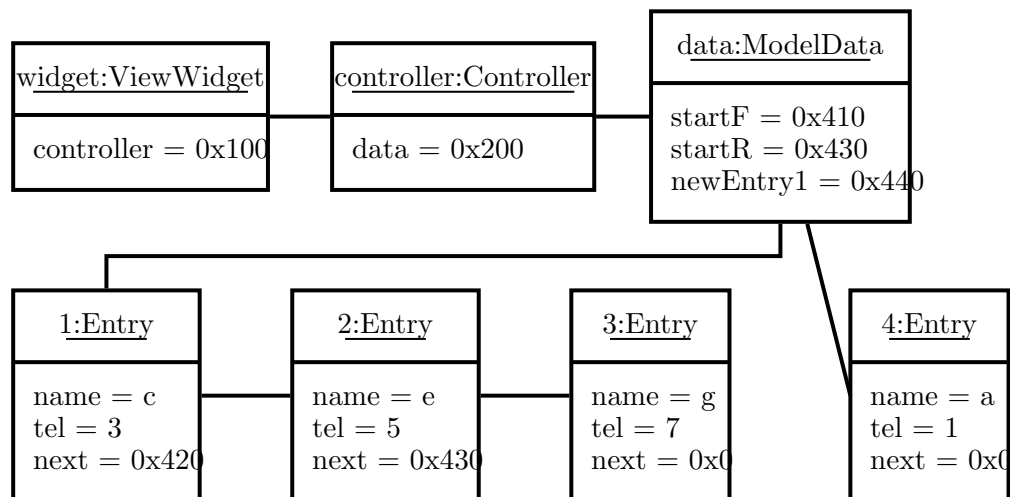 widget:ViewWidget
controller = 0x100
controller:Controller
data = 0x200
data:ModelData
startF = 0x410
startR = 0x430
newEntry1 = 0x440
1:Entry
name = c
tel = 3
next = 0x420
2:Entry
name = e
tel = 5
next = 0x430
3:Entry
name = g
tel = 7
next = 0x0
4:Entry
name = a
tel = 1
next = 0x0